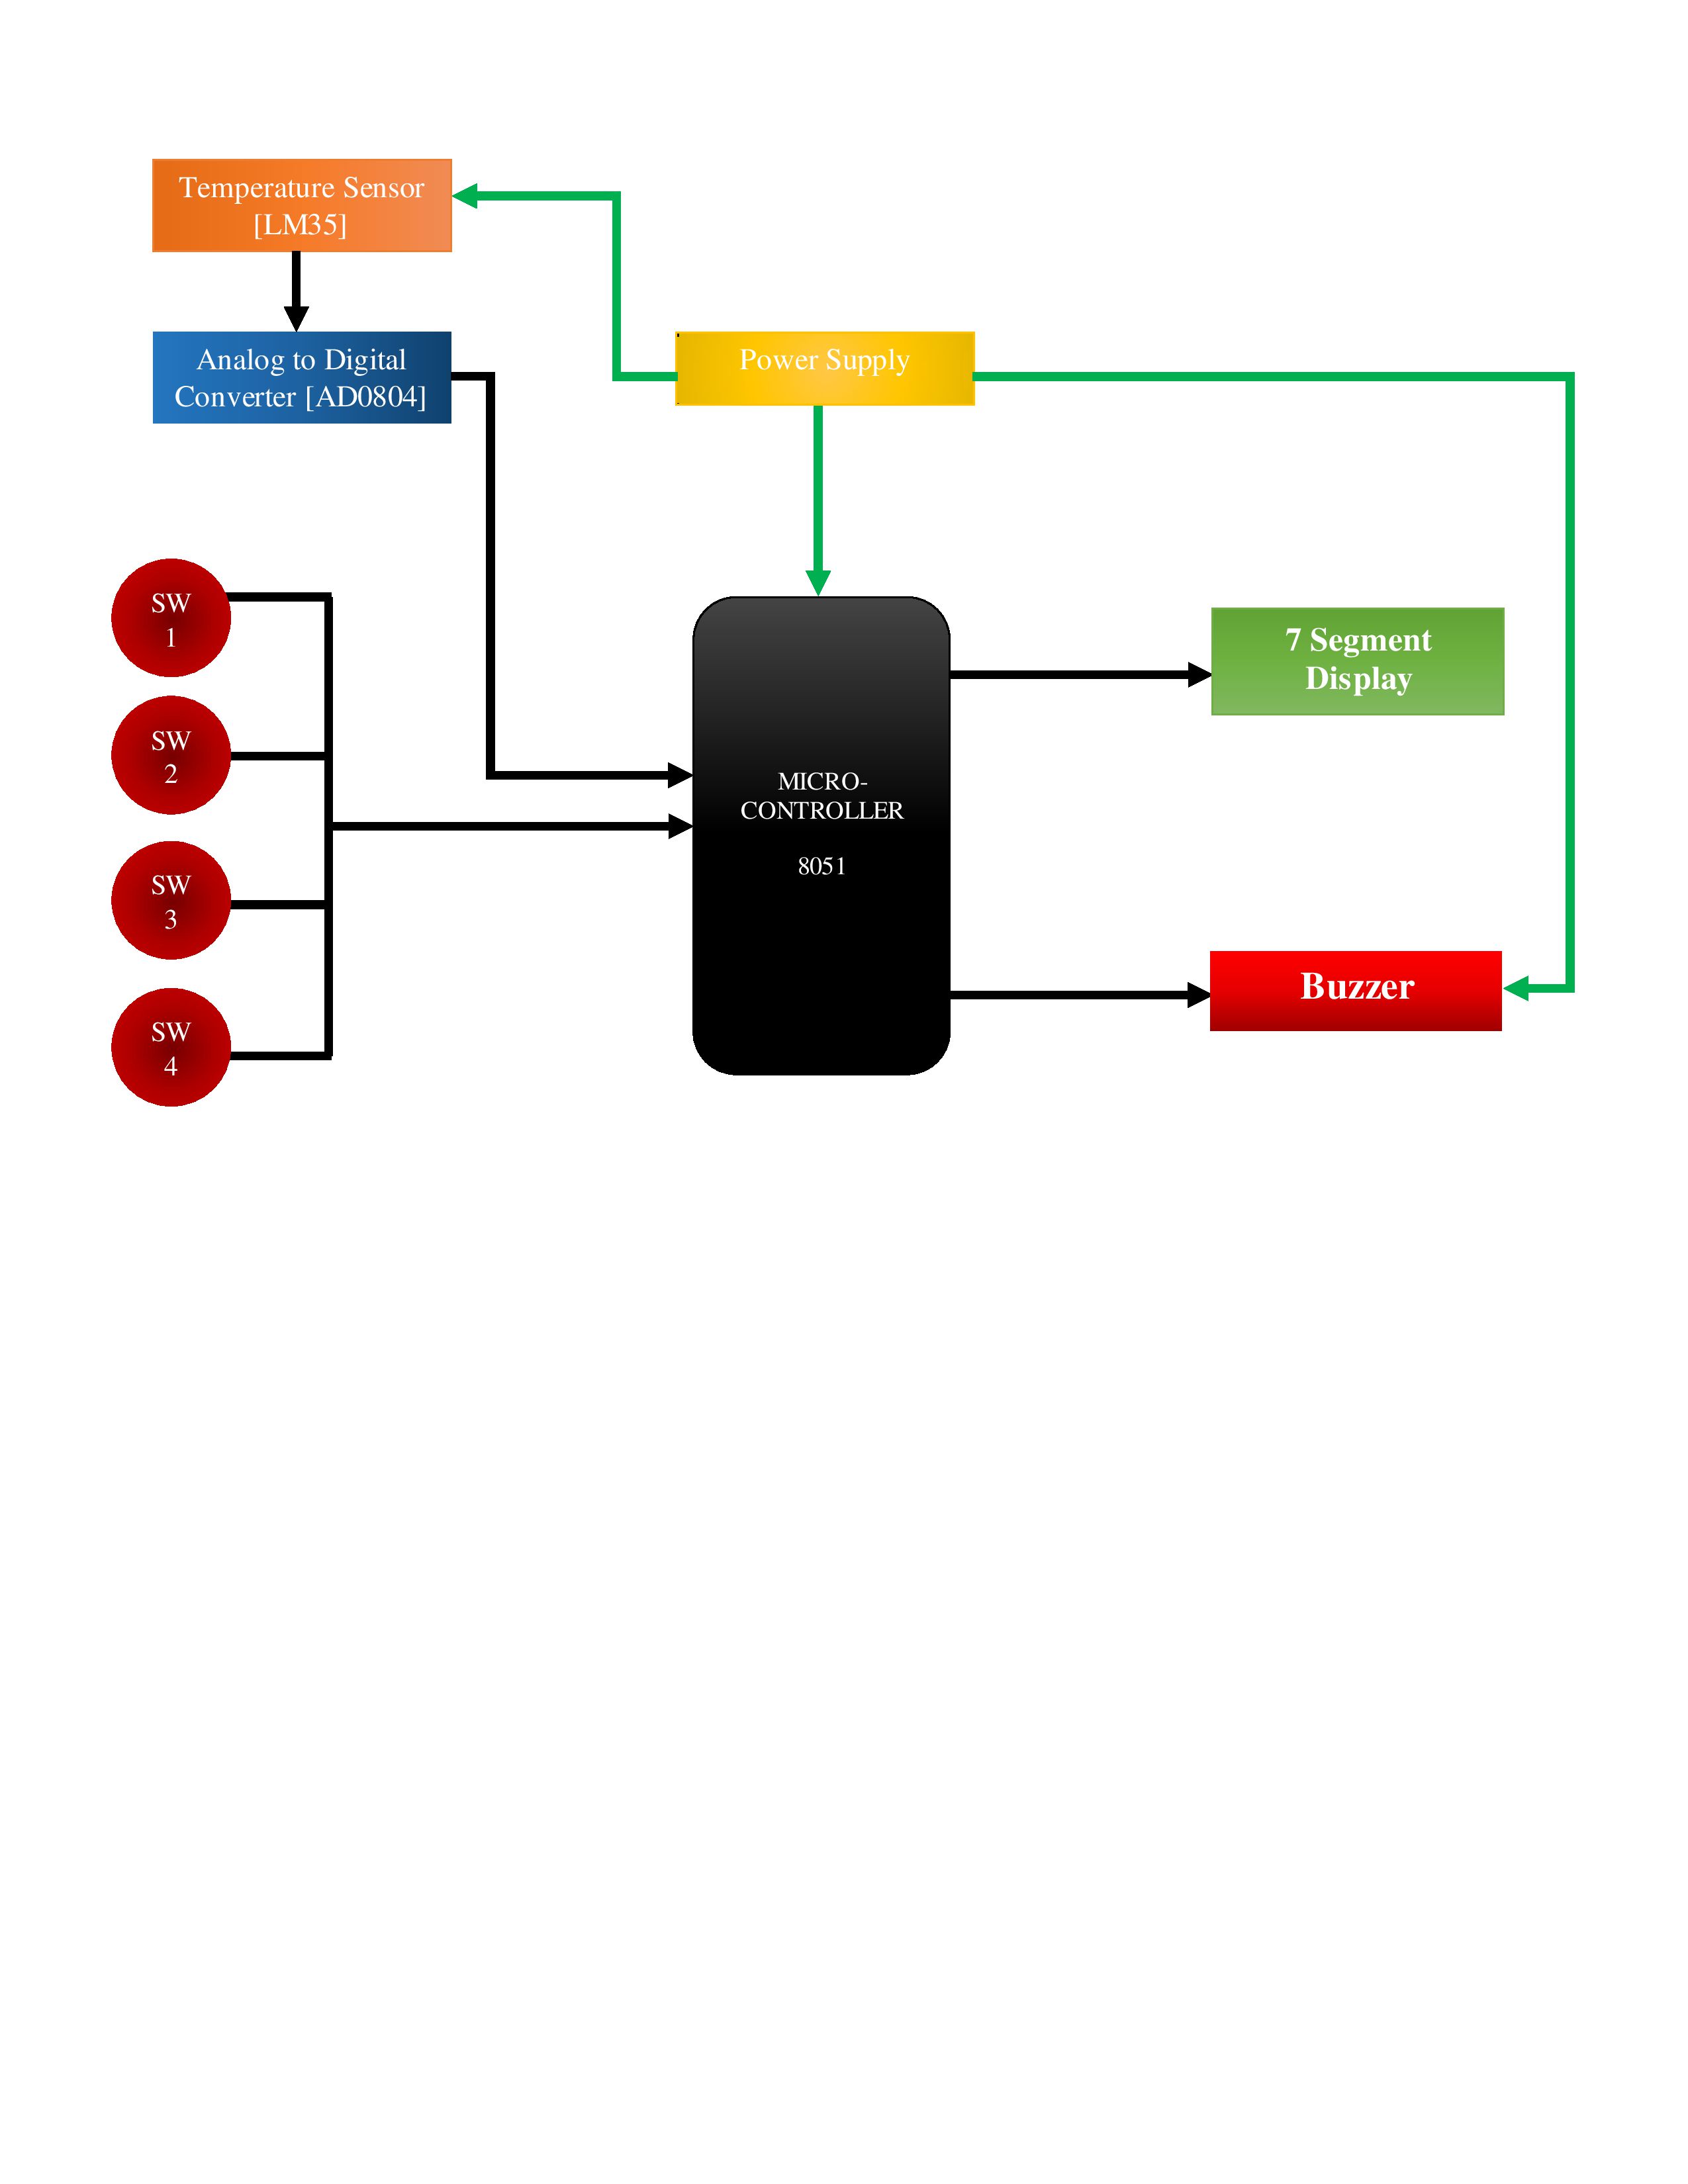 Temperature Sensor
[LM35]
Analog to Digital
Converter [AD0804]
Power Supply
SW
1
SW
2
SW
3
SW
4
MICRO-
CONTROLLER
8051
7 Segment
Display
Buzzer